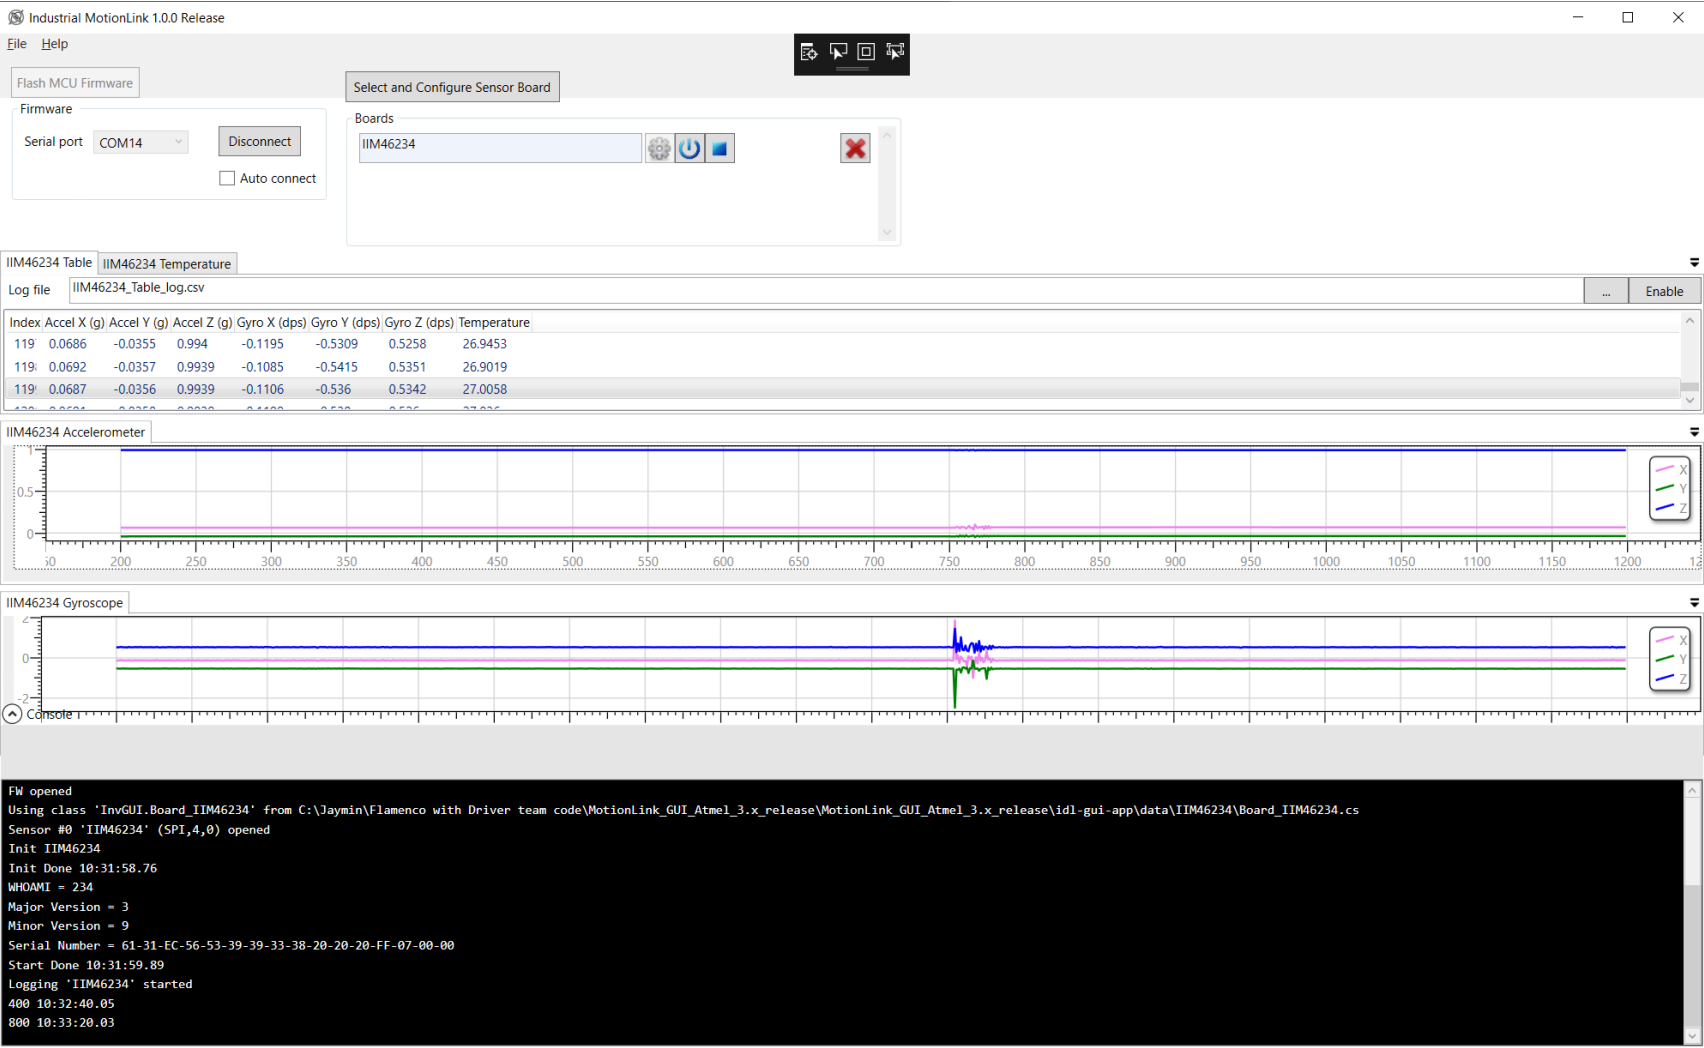 Industrial MotionLink 1.0.0 Release
File Help
Flash MCU Firmware
Select and Configure Sensor Board
Firmware
Serial port COM14 Disconnect
Auto connect
Boards
IIM46234
IIM46234 Table IIM46234 Temperature
Log file IIM46234_Table_log.csv ... Enable
Index Accel X (g) Accel Y (g) Accel Z (g) Gyro X (dps) Gyro Y (dps) Gyro Z (dps) Temperature
119 0.0686 -0.0355 0.994 -0.1195 -0.5309 0.5258 26.9453
119 0.0692 -0.0357 0.9939 -0.1085 -0.5415 0.5351 26.9019
119 0.0687 -0.0356 0.9939 -0.1106 -0.536 0.5342 27.0058
IIM46234 Accelerometer
1
0.5
0
50 200 250 300 350 400 450 500 550 600 650 700 750 800 850 900 950 1000 1050 1100 1150 1200
X
Y
Z
IIM46234 Gyroscope
2
0
-2
X
Y
Z
Console
FW opened
Using class 'InvGUI.Board_IIM46234' from C:\Jaymin\Flamenco with Driver team code\MotionLink_GUI_Atmel_3.x_release\MotionLink_GUI_Atmel_3.x_release\idl-gui-app\data\IIM46234\Board_IIM46234.cs
Sensor #0 'IIM46234' (SPI,4,0) opened
Init IIM46234
Init Done 10:31:58.76
WHOAMI = 234
Major Version = 3
Minor Version = 9
Serial Number = 61-31-EC-56-53-39-39-33-38-20-20-20-FF-07-00-00
Start Done 10:31:59.89
Logging 'IIM46234' started
400 10:32:40.05
800 10:33:20.03